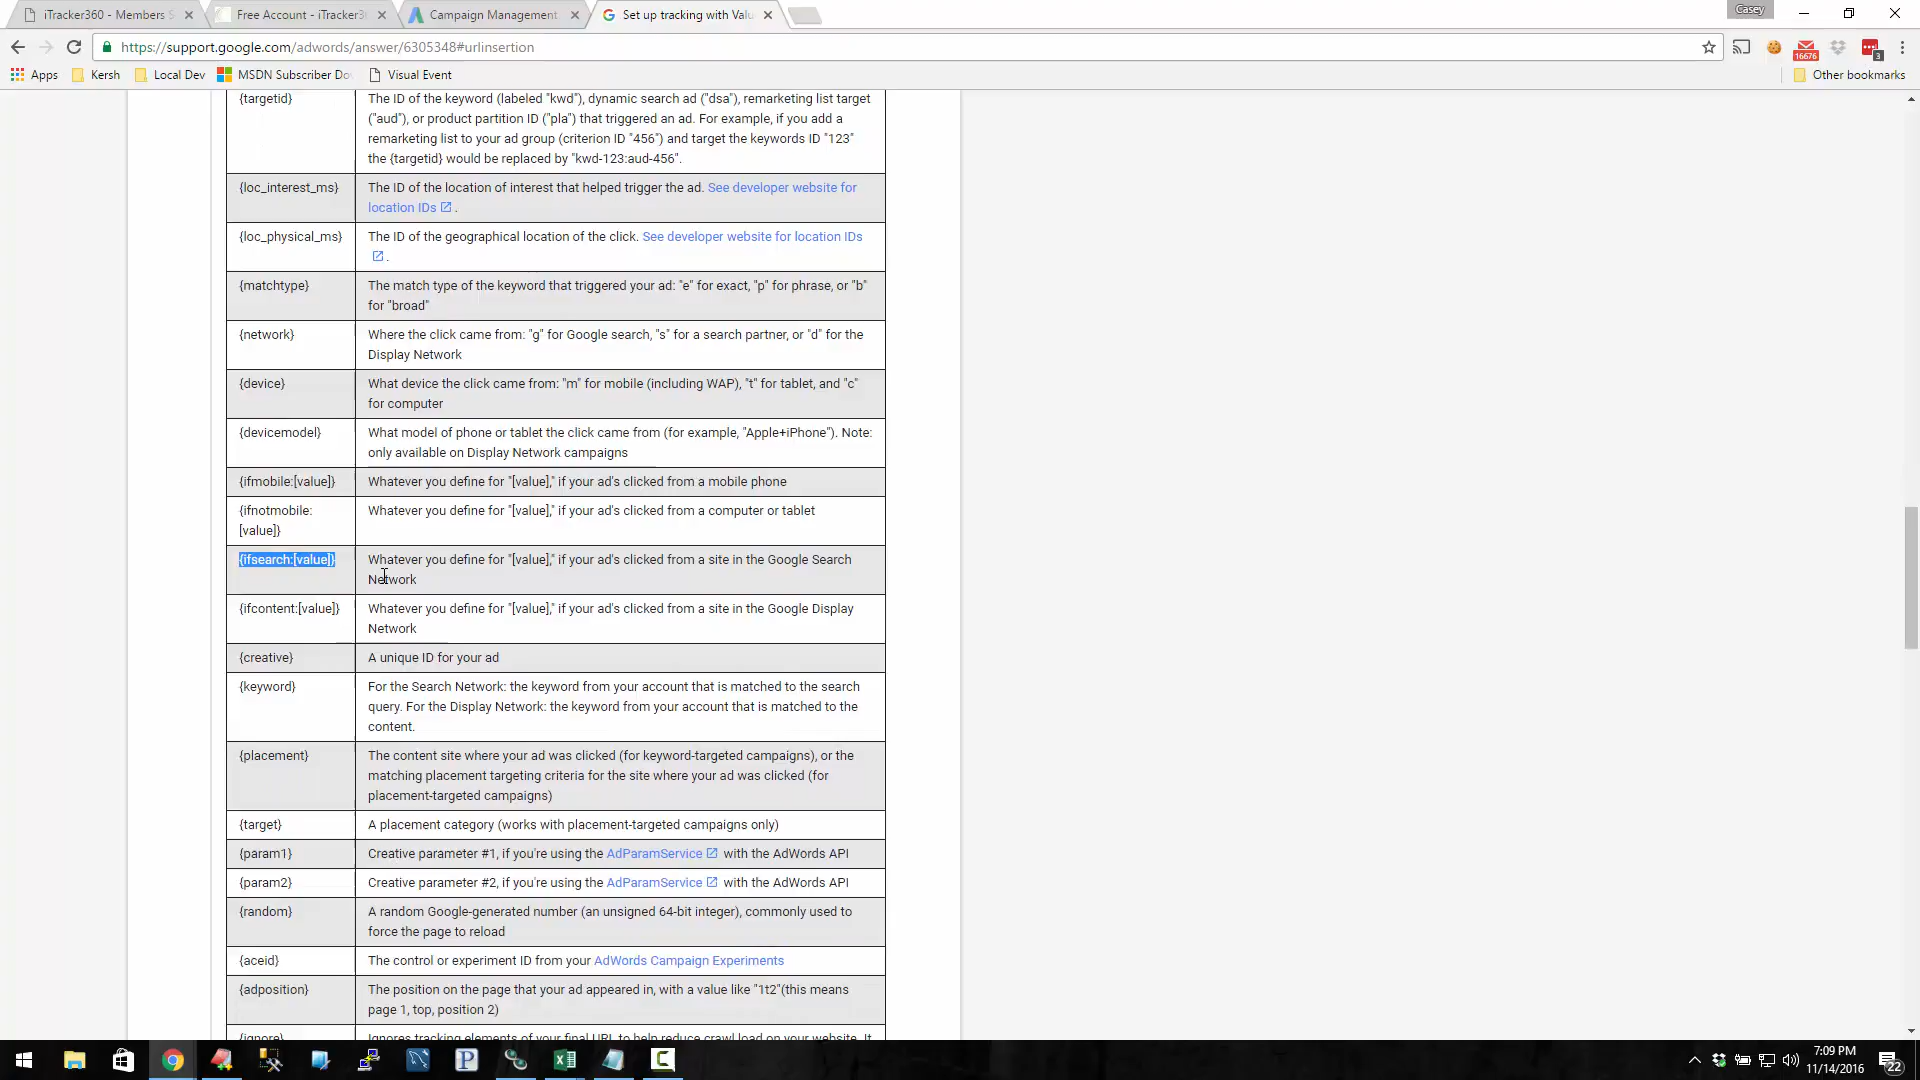 iTracker360 - Members S
Free Account - iTracker3
Campaign Management
Set up tracking with Valu
Casey
https://support.google.com/adwords/answer/6305348#urlinsertion
16676
3
Apps
Kersh
Local Dev
MSDN Subscriber Do
Visual Event
Other bookmarks
{targetid}
The ID of the keyword (labeled "kwd"), dynamic search ad ("dsa"), remarketing list target
("aud"), or product partition ID ("pla") that triggered an ad. For example, if you add a
remarketing list to your ad group (criterion ID "456") and target the keywords ID "123"
the {targetid} would be replaced by "kwd-123:aud-456".
{loc_interest_ms}
The ID of the location of interest that helped trigger the ad. See developer website for
location IDs .
{loc_physical_ms}
The ID of the geographical location of the click. See developer website for location IDs
.
{matchtype}
The match type of the keyword that triggered your ad: "e" for exact, "p" for phrase, or "b"
for "broad"
{network}
Where the click came from: "g" for Google search, "s" for a search partner, or "d" for the
Display Network
{device}
What device the click came from: "m" for mobile (including WAP), "t" for tablet, and "c"
for computer
{devicemodel}
What model of phone or tablet the click came from (for example, "Apple+iPhone"). Note:
only available on Display Network campaigns
{ifmobile:[value]}
Whatever you define for "[value]," if your ad's clicked from a mobile phone
{ifnotmobile:
[value]}
Whatever you define for "[value]," if your ad's clicked from a computer or tablet
{ifsearch:[value]}
Whatever you define for "[value]," if your ad's clicked from a site in the Google Search
Network
{ifcontent:[value]}
Whatever you define for "[value]," if your ad's clicked from a site in the Google Display
Network
{creative}
A unique ID for your ad
{keyword}
For the Search Network: the keyword from your account that is matched to the search
query. For the Display Network: the keyword from your account that is matched to the
content.
{placement}
The content site where your ad was clicked (for keyword-targeted campaigns), or the
matching placement targeting criteria for the site where your ad was clicked (for
placement-targeted campaigns)
{target}
A placement category (works with placement-targeted campaigns only)
{param1}
Creative parameter #1, if you're using the AdParamService with the AdWords API
{param2}
Creative parameter #2, if you're using the AdParamService with the AdWords API
{random}
A random Google-generated number (an unsigned 64-bit integer), commonly used to
force the page to reload
{aceid}
The control or experiment ID from your AdWords Campaign Experiments
{adposition}
The position on the page that your ad appeared in, with a value like "1t2"(this means
page 1, top, position 2)
{ignore}
Ignores tracking elements of your final URL to help reduce crawl load on your website. It
7:09 PM
11/14/2016
22